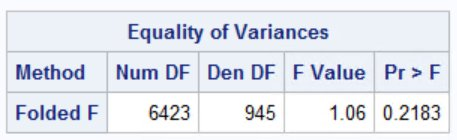 Equality of Variances
Method Num DF Den DF F Value Pr > F
Folded F 6423 945 1.06 0.2183